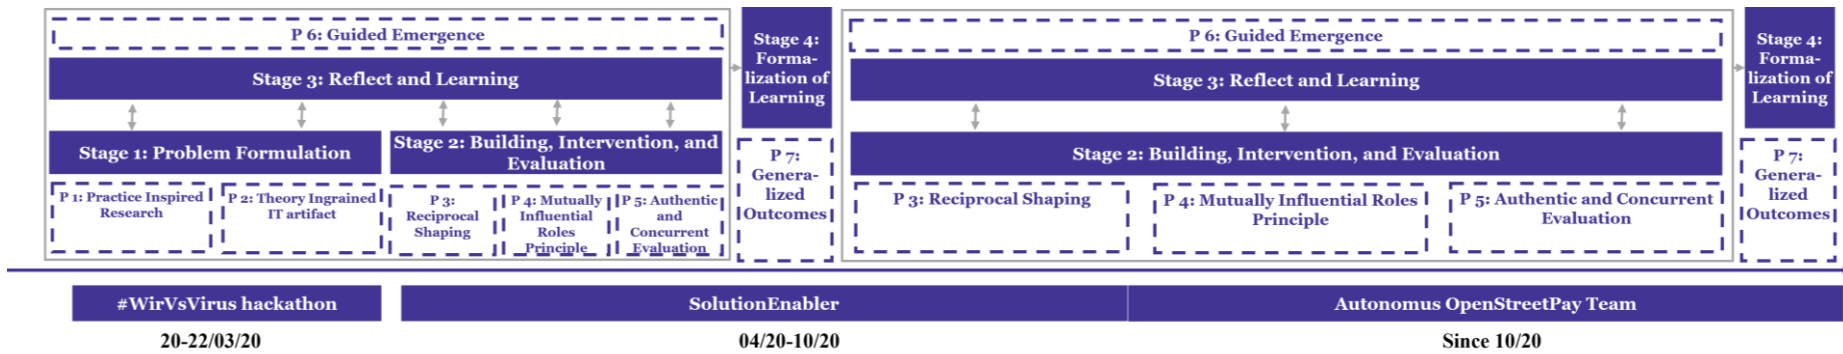 P 6: Guided Emergence
Stage 3: Reflect and Learning
Stage 1: Problem Formulation
Stage 2: Building, Intervention, and
Evaluation
P 1: Practice Inspired
Research
P 2: Theory Ingrained
IT artifact
P 3:
Reciprocal
Shaping
P 4: Mutually
Influential
Roles
Principle
P 5: Authentic
and
Concurrent
Evaluation
Stage 4:
Forma-
lization of
Learning
P 7:
Genera-
lized
Outcomes
P 6: Guided Emergence
Stage 3: Reflect and Learning
Stage 2: Building, Intervention, and Evaluation
P 3: Reciprocal Shaping
P 4: Mutually Influential Roles
Principle
P 5: Authentic and Concurrent
Evaluation
Stage 4:
Forma-
lization of
Learning
P 7:
Genera-
lized
Outcomes
#WirVsVirus hackathon
SolutionEnabler
Autonomus OpenStreetPay Team
20-22/03/20
04/20-10/20
Since 10/20